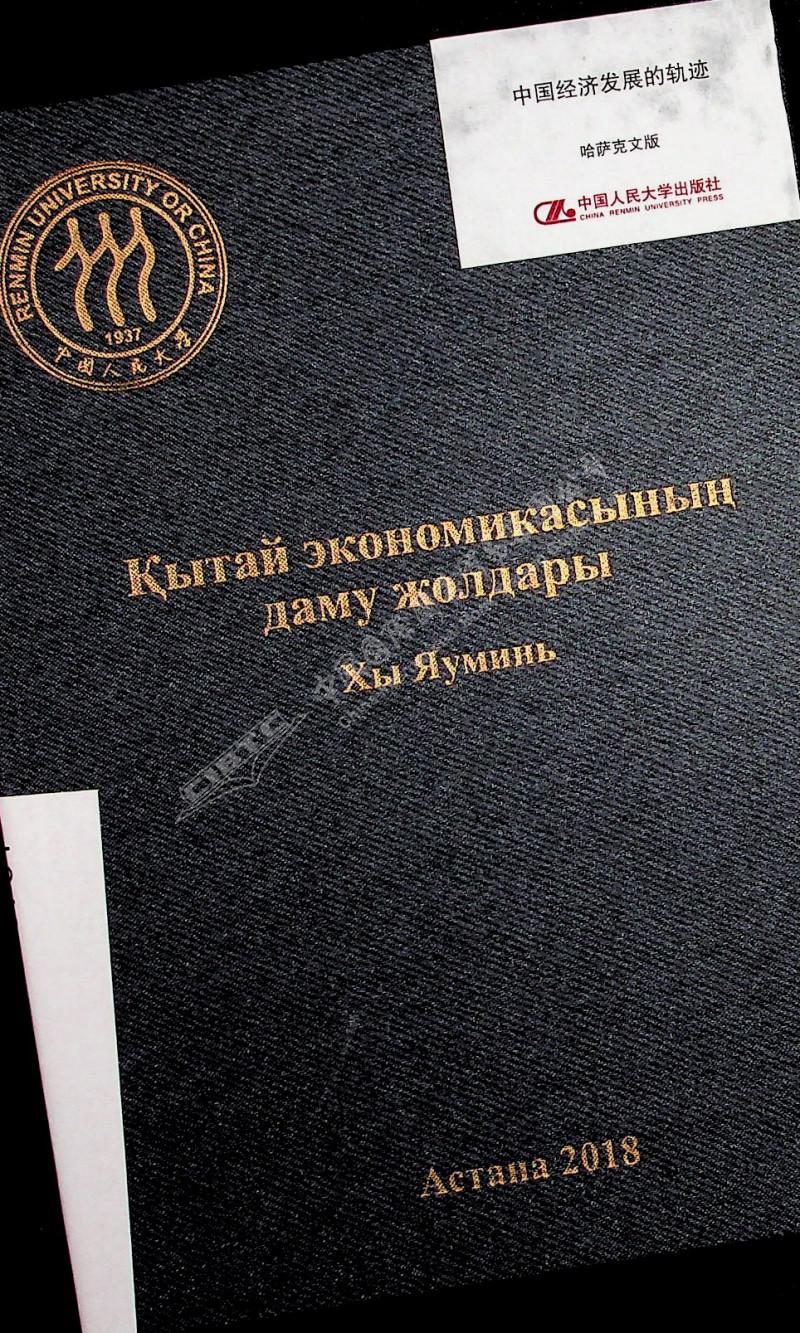 中国经济发展的轨迹
哈萨克文版
中国人民大学出版社
CHINA RENMIN UNIVERSITY PRESS
RENMIN UNIVERSITY OR CHINA
1937
中国人民大学
Қытай экономикасының
даму жолдары
Хы Яуминь
CIBTC
Астана 2018